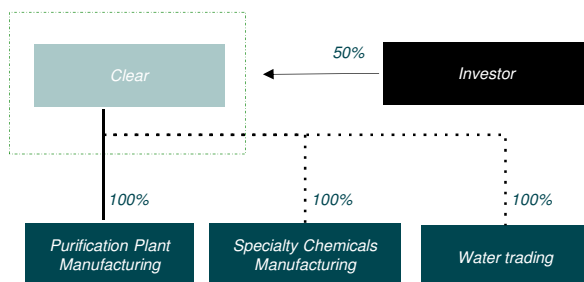 50%
Clear
Investor
100%
100%
100%
Purification Plant
Manufacturing
Specialty Chemicals
Manufacturing
Water trading